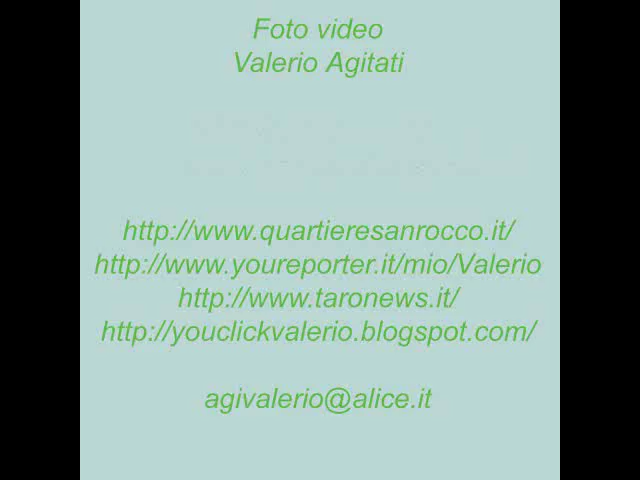 Foto video
Valerio Agitati
http://www.quartieresanrocco.it/
http://www.youreporter.it/mio/Valerio
http://www.taronews.it/
http://youclickvalerio.blogspot.com/
agivalerio@alice.it